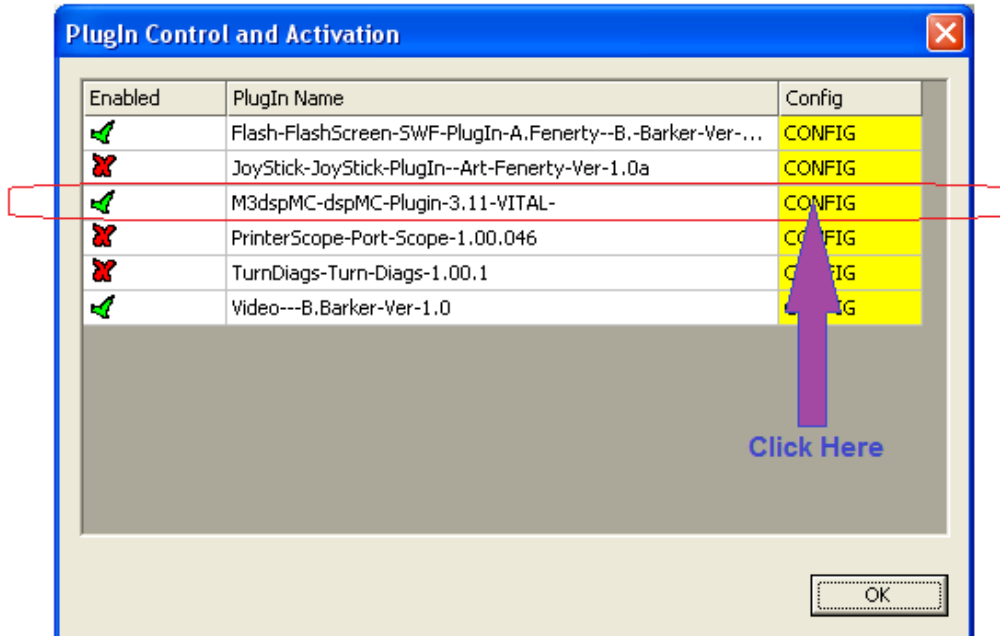 PlugIn Control and Activation
Enabled PlugIn Name Config
Flash-FlashScreen-SWF-PlugIn-A.Fenerty--B.-Barker-Ver-... CONFIG
JoyStick-JoyStick-PlugIn--Art-Fenerty-Ver-1.0a CONFIG
M3dspMC-dspMC-Plugin-3.11-VITAL- CONFIG
PrinterScope-Port-Scope-1.00.046 CONFIG
TurnDiags-Turn-Diags-1.00.1 CONFIG
Video---B.Barker-Ver-1.0
Click Here
OK